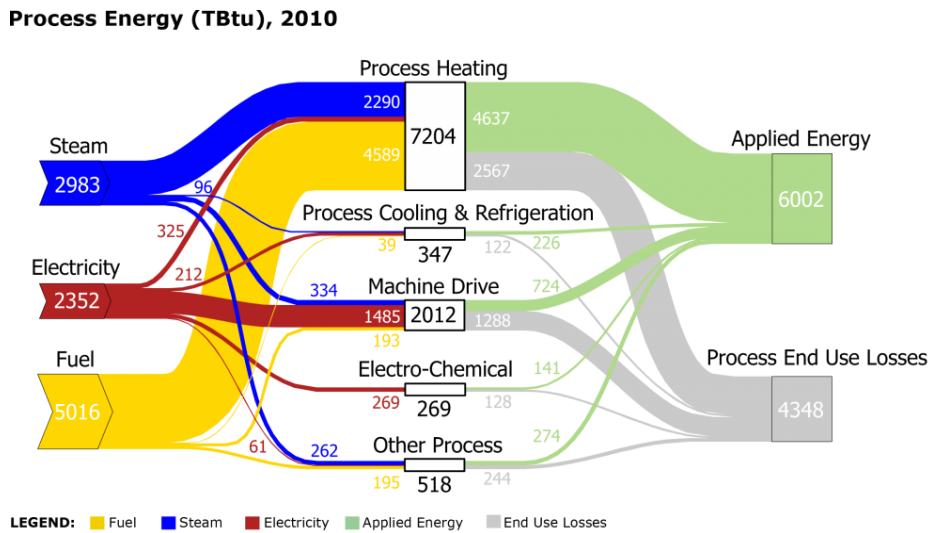 Process Energy (TBtu), 2010
Process Heating
2290
4637
7204
4589
2567
Steam
2983
96
Applied Energy
6002
Process Cooling & Refrigeration
325
39
347
122
226
Electricity
2352
212
Machine Drive
334
724
1485
2012
1288
193
Fuel
5016
Electro-Chemical
141
269
269
128
Process End Use Losses
4348
Other Process
61
262
274
195
518
244
LEGEND: Fuel Steam Electricity Applied Energy End Use Losses